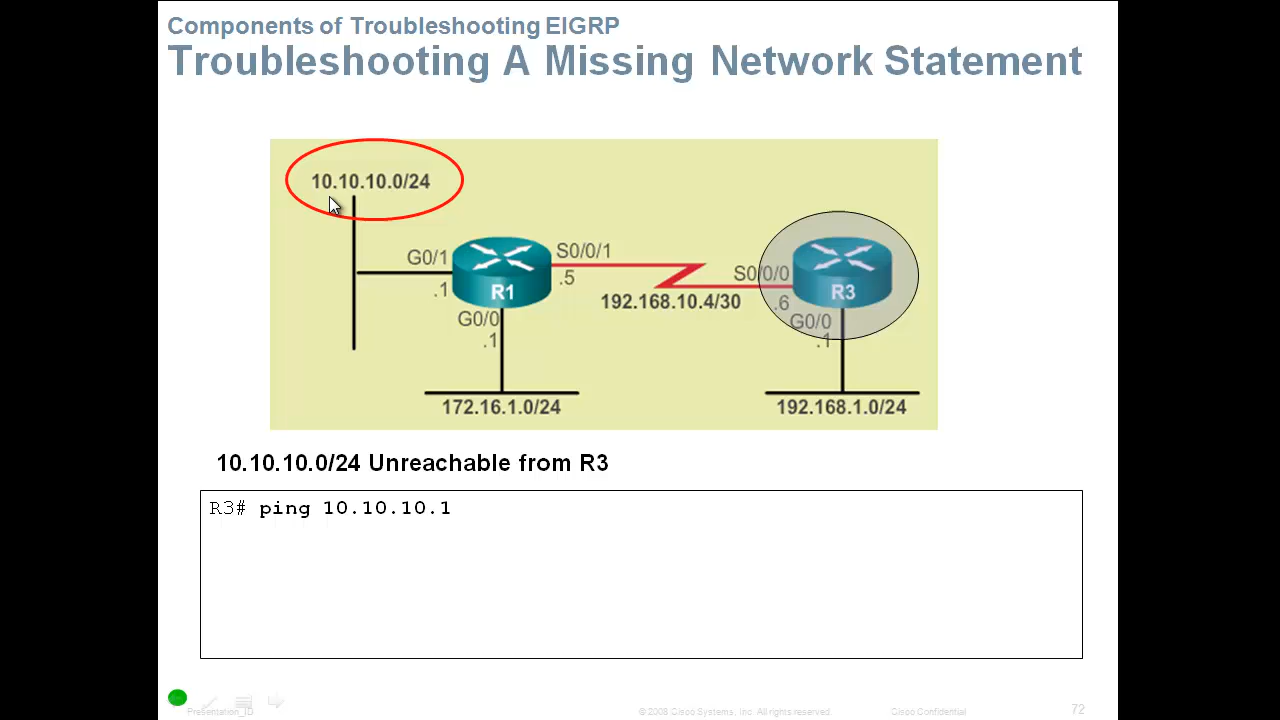 Components of Troubleshooting EIGRP
Troubleshooting A Missing Network Statement
10.10.10.0/24
G0/1
S0/0/1
.1
R1
.5
S0/0/0
R3
192.168.10.4/30
.6
G0/0
.1
G0/0
.1
172.16.1.0/24
192.168.1.0/24
10.10.10.0/24 Unreachable from R3
R3# ping 10.10.10.1
Presentation_ID
© 2008 Cisco Systems, Inc. All rights reserved.
Cisco Confidential
72